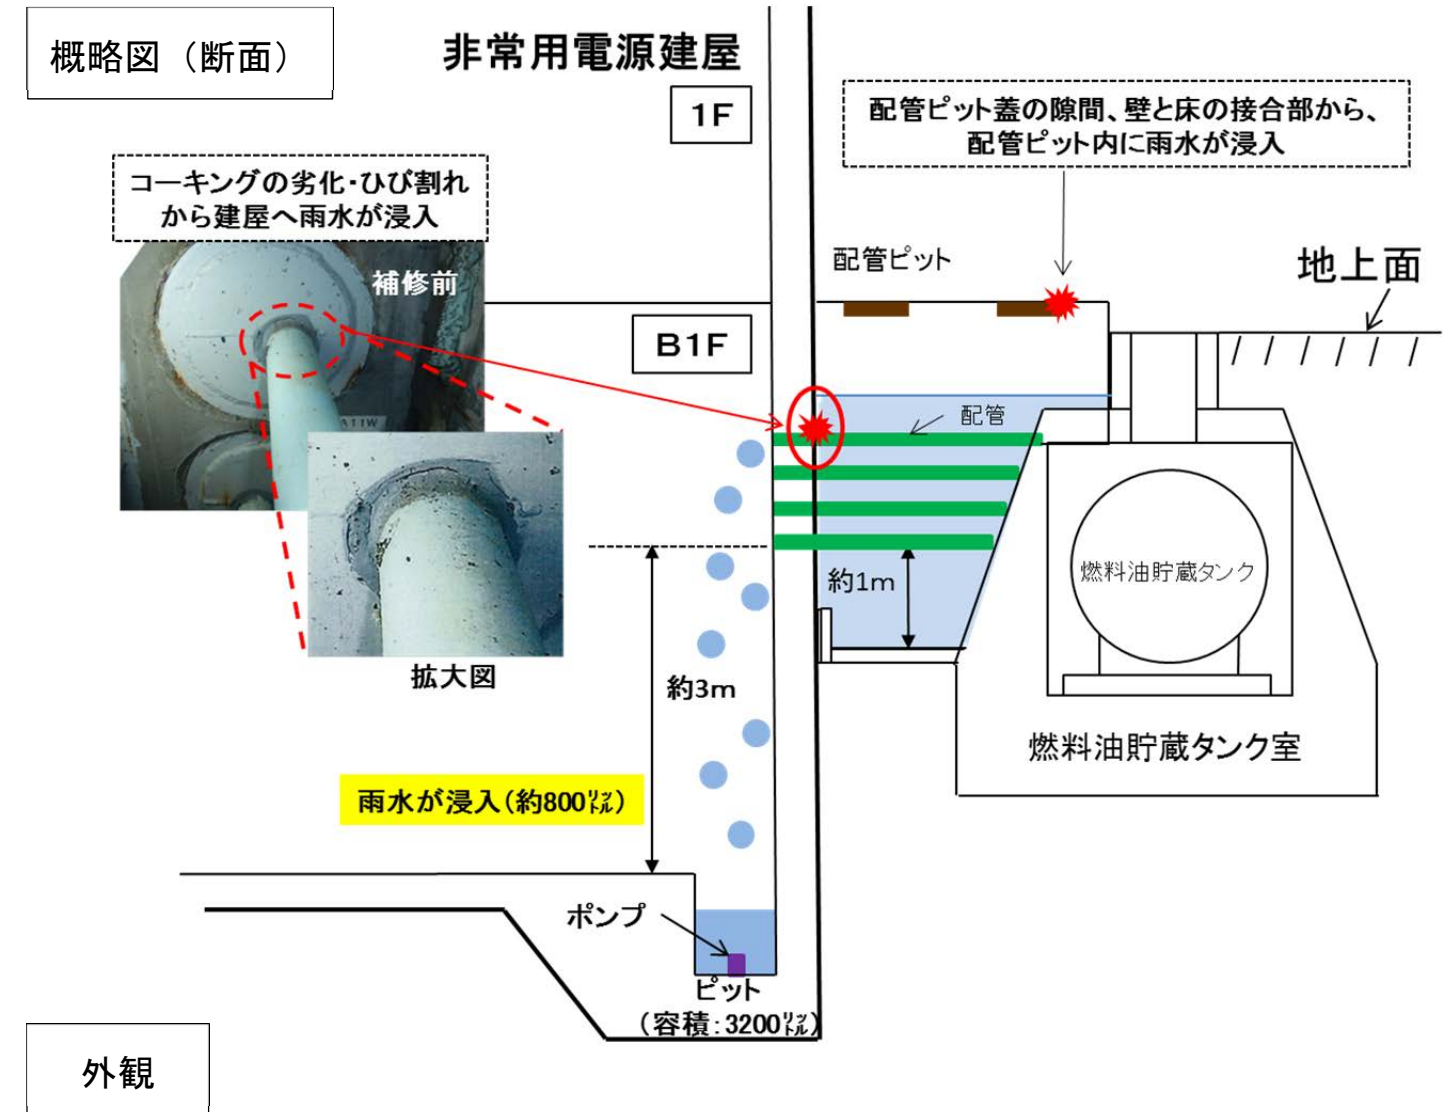 概略図（断面）
非常用電源建屋
1F
配管ピット蓋の隙間、壁と床の接合部から、
配管ピット内に雨水が浸入
コーキングの劣化・ひび割れ
から建屋へ雨水が浸入
補修前
配管ピット
地上面
B1F
配管
A11W
燃料油貯蔵タンク
約1m
拡大図
約3m
燃料油貯蔵タンク室
雨水が浸入（約800㍑）
ポンプ
ピット
（容積：3200㍑）
外観